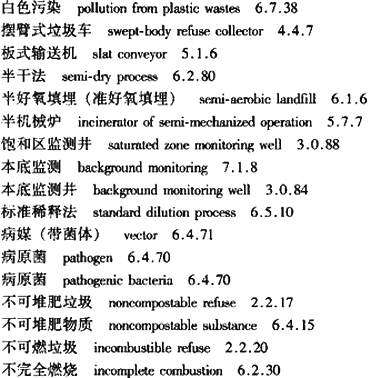 白色污染 pollution from plastic wastes 6.7.38
摆臂式垃圾车 swept-body refuse collector 4.4.7
板式输送机 slat conveyor 5.1.6
半干法 semi-dry process 6.2.80
半好氧填埋（准好氧填埋） semi-aerobic landfill 6.1.6
半机械炉 incinerator of semi-mechanized operation 5.7.7
饱和区监测井 saturated zone monitoring well 3.0.88
本底监测 background monitoring 7.1.8
本底监测井 background monitoring well 3.0.84
标准稀释法 standard dilution process 6.5.10
病媒（带菌体） vector 6.4.71
病原菌 pathogen 6.4.70
病原菌 pathogenic bacteria 6.4.70
不可堆肥垃圾 noncompostable refuse 2.2.17
不可堆肥物质 noncompostable substance 6.4.15
不可燃垃圾 incombustible refuse 2.2.20
不完全燃烧 incomplete combustion 6.2.30